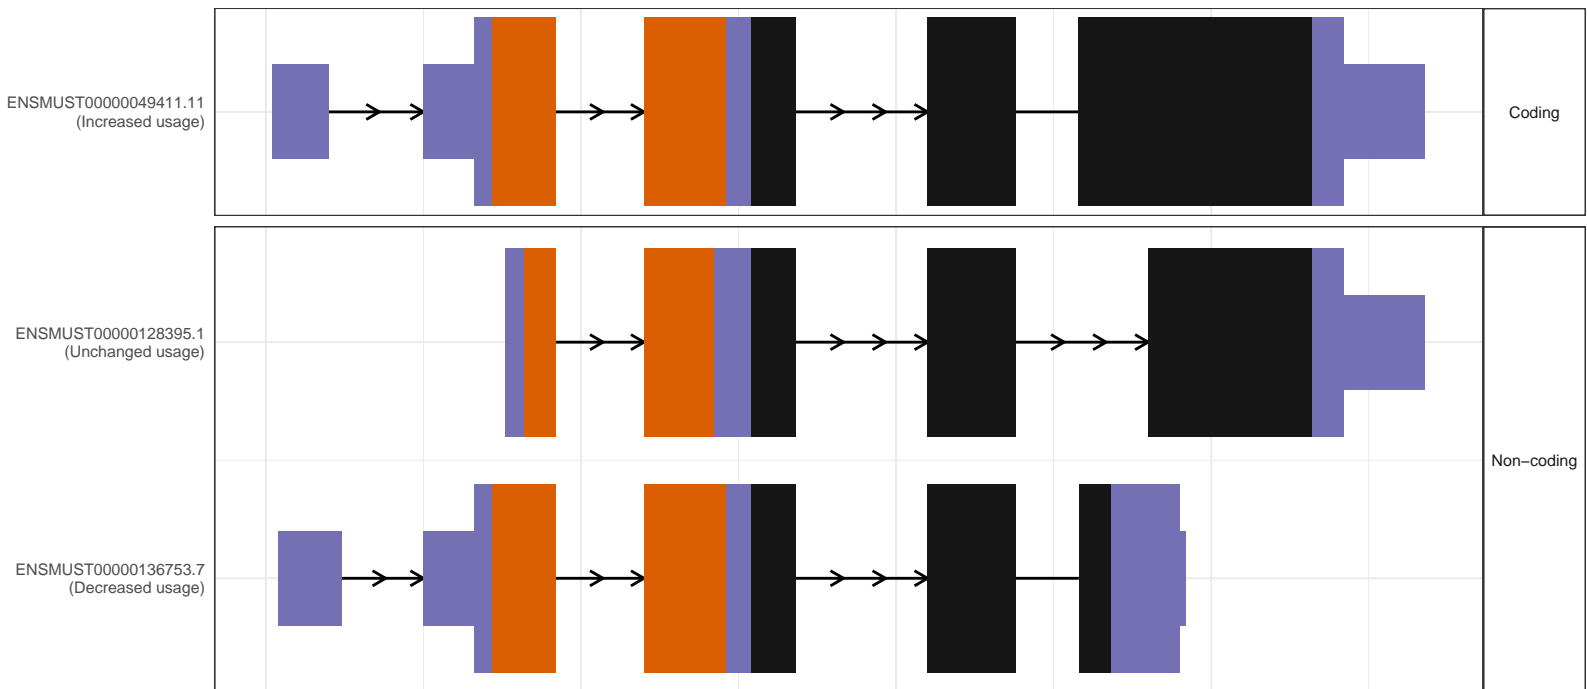 ENSMUST00000049411.11
(Increased usage)
Coding
ENSMUST00000128395.1
(Unchanged usage)
Non−coding
ENSMUST00000136753.7
(Decreased usage)